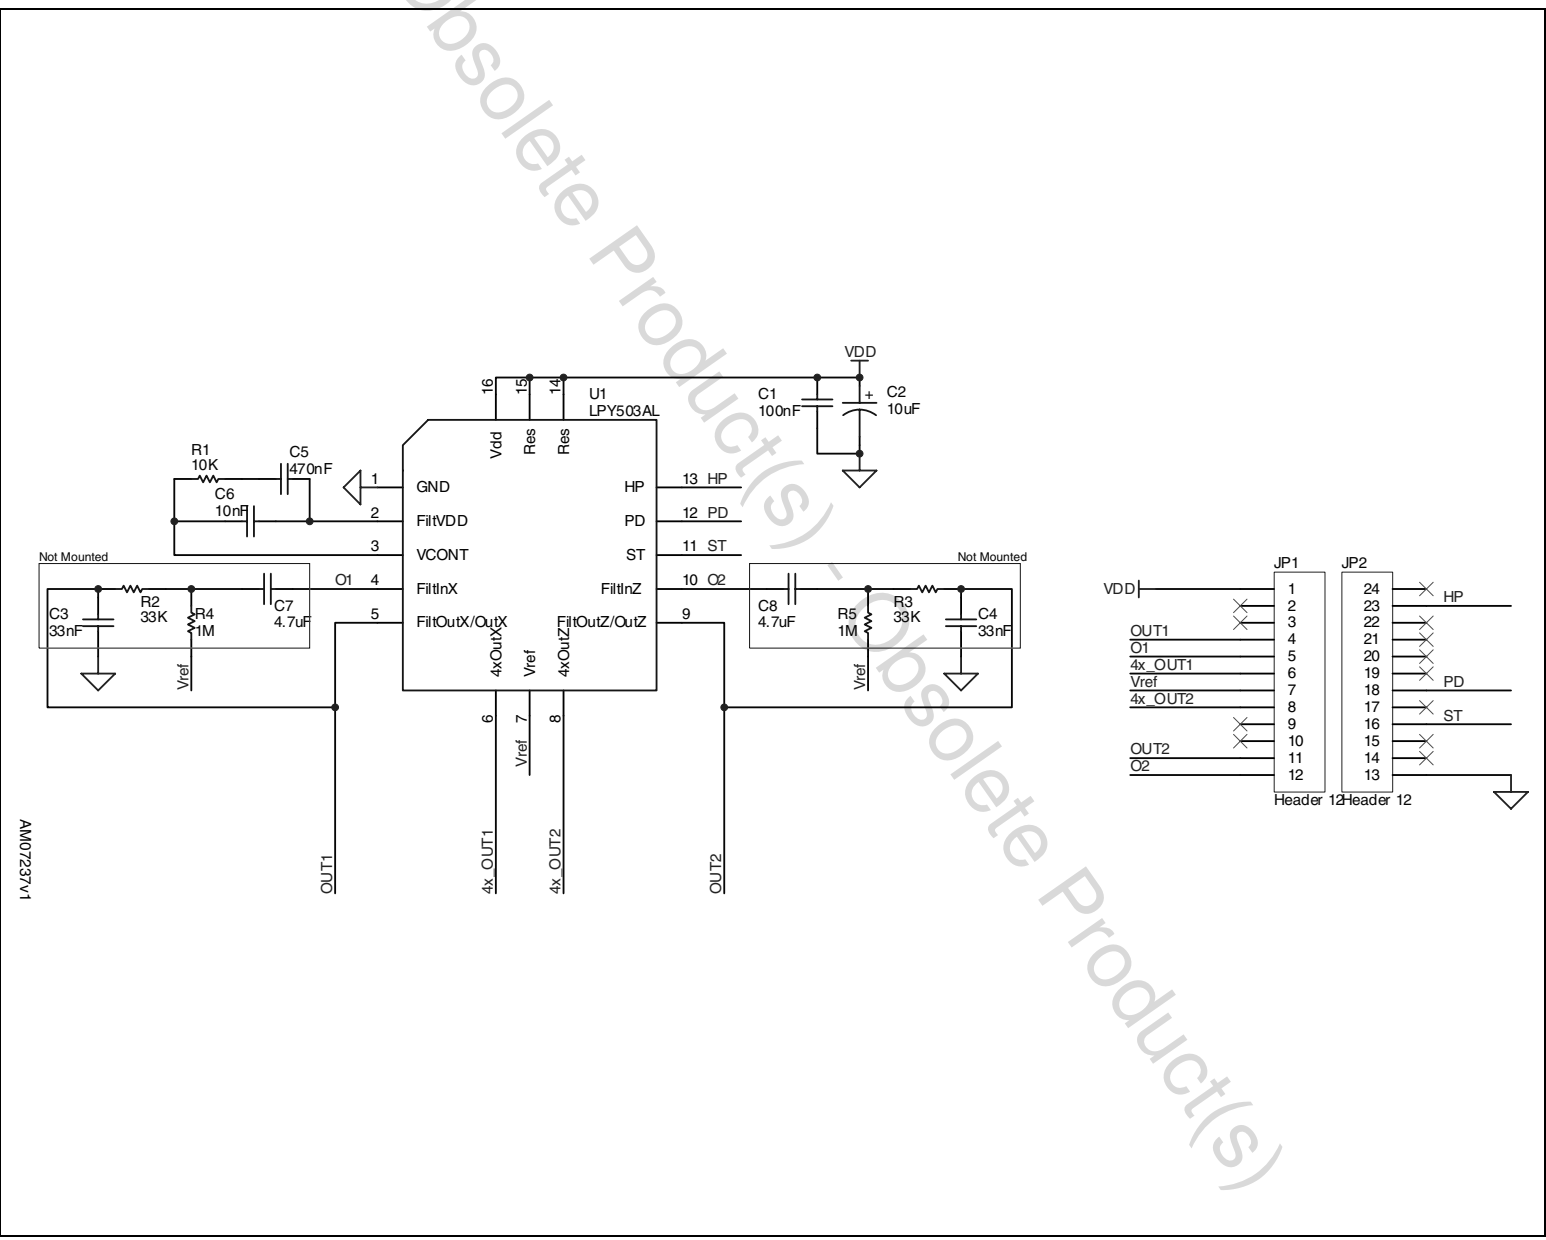 Obsolete Product(s) - Obsolete Product(s)
VDD
C1
100nF
+
C2
10uF
U1
LPY503AL
16
15
14
Vdd
Res
Res
R1
10K
C5
470nF
C6
10nF
1
GND
2
FiltVDD
3
VCONT
O1
4
FiltInX
5
FiltOutX/OutX
HP
13
HP
PD
12
PD
ST
11
ST
FiltInZ
10
O2
FiltOutZ/OutZ
9
4xOutX
Vref
4xOutZ
6
7
8
Vref
Not Mounted
C3
33nF
R2
33K
R4
1M
C7
4.7uF
Vref
Not Mounted
C8
4.7uF
R5
1M
R3
33K
C4
33nF
Vref
OUT1
4x_OUT1
4x_OUT2
OUT2
JP1
VDD
1
2
3
OUT1
4
O1
5
4x_OUT1
6
Vref
7
4x_OUT2
8
9
10
OUT2
11
O2
12
Header 12
JP2
24
23
HP
22
21
20
19
18
PD
17
16
ST
15
14
13
Header 12
AM07237v1